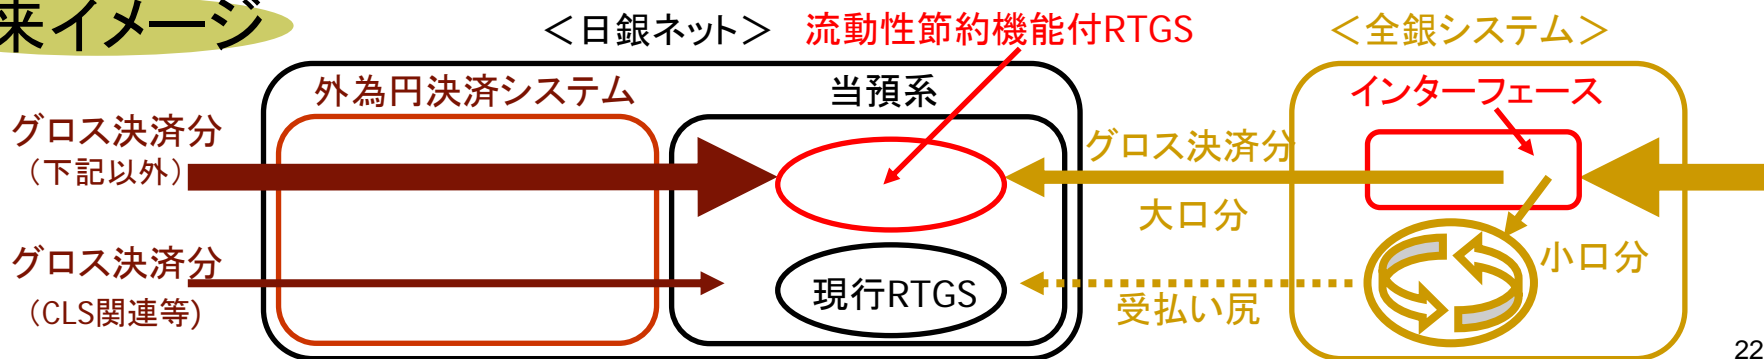 来イメージ
＜日銀ネット＞ 流動性節約機能付RTGS ＜全銀システム＞
外為円決済システム 当預系 インターフェース
グロス決済分
（下記以外）
グロス決済分
大口分
グロス決済分
（CLS関連等）
現行RTGS
受払い尻
小口分
22